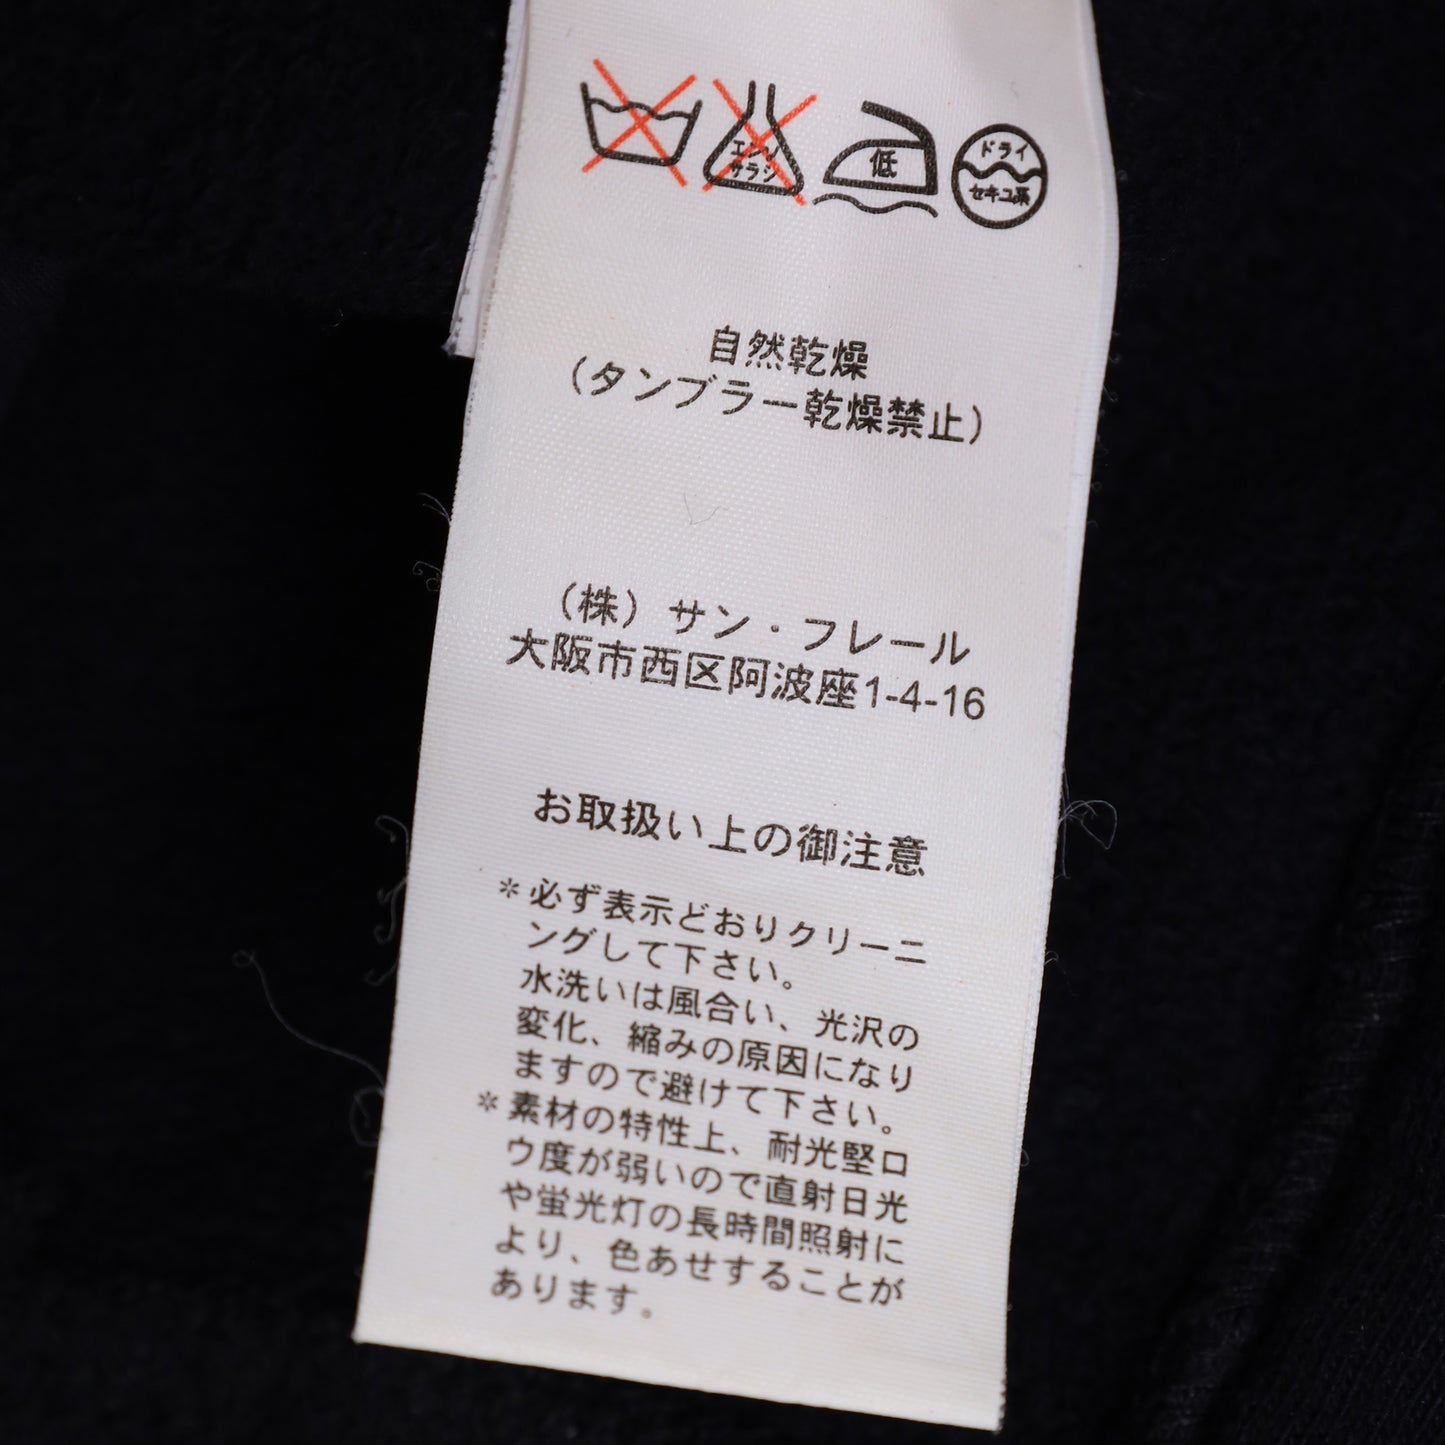 エンソ
サラシ
低
ドライ
セキユ系
自然乾燥
(タンブラー乾燥禁止)
(株) サン・フレール
大阪市西区阿波座1-4-16
お取扱い上の御注意
＊必ず表示どおりクリーニ
ングして下さい。
水洗いは風合い、光沢の
変化、縮みの原因になり
ますので避けて下さい。
＊素材の特性上、耐光堅ロ
ウ度が弱いので直射日光
や蛍光灯の長時間照射に
より、色あせすることが
あります。